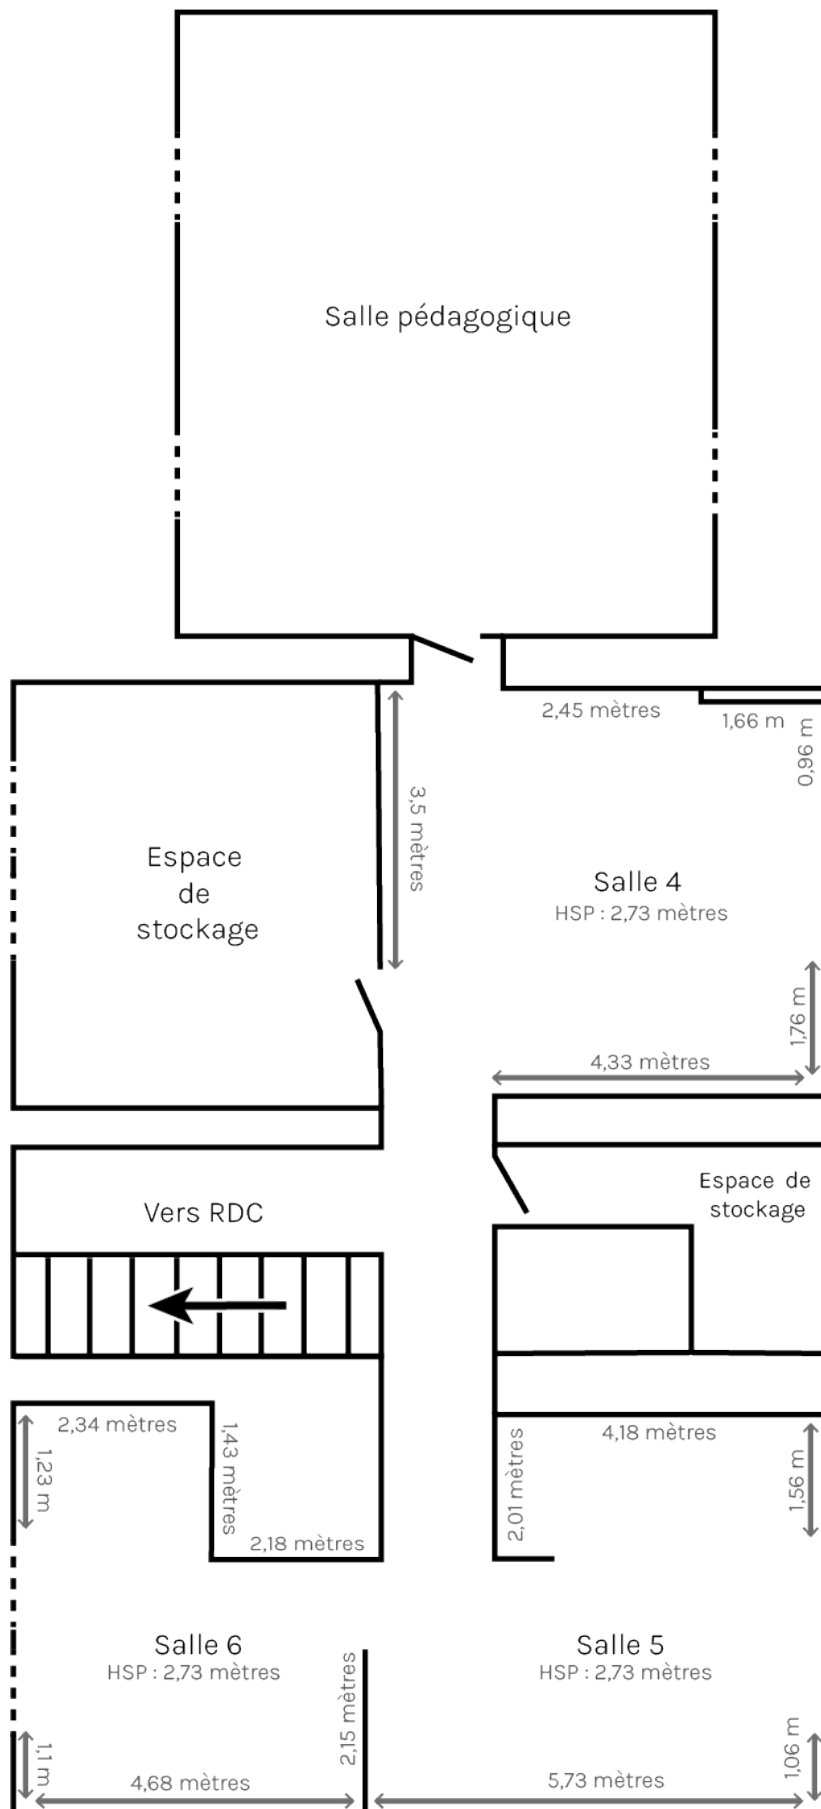 Salle pédagogique
2,45 mètres
1,66 m
0,96 m
3,5 mètres
Espace
de
stockage
Salle 4
HSP : 2,73 mètres
1,76 m
4,33 mètres
Espace de
stockage
Vers RDC
2,34 mètres
1,43 mètres
1,23 m
2,18 mètres
4,18 mètres
2,01 mètres
1,56 m
Salle 6
HSP : 2,73 mètres
Salle 5
HSP : 2,73 mètres
2,15 mètres
1,1 m
4,68 mètres
5,73 mètres
1,06 m